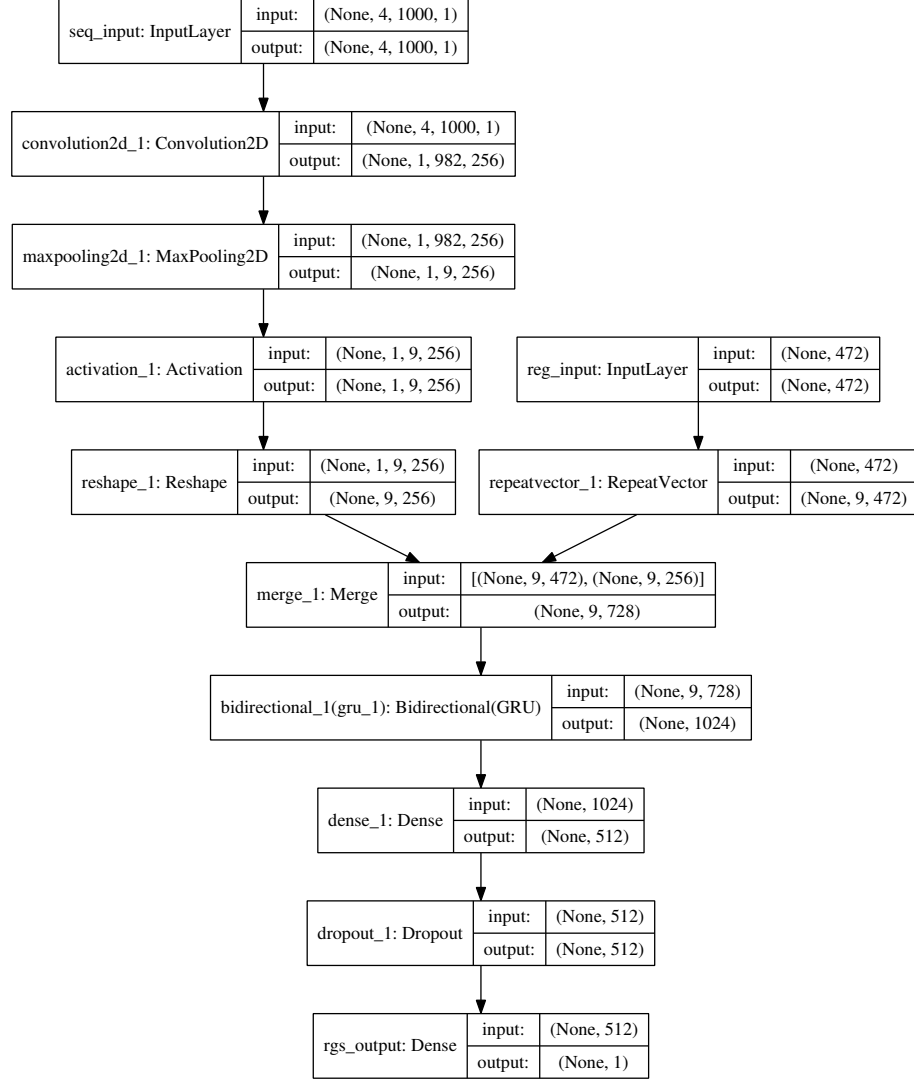 seq_input: InputLayer
input: (None, 4, 1000, 1)
output: (None, 4, 1000, 1)
convolution2d_1: Convolution2D
input: (None, 4, 1000, 1)
output: (None, 1, 982, 256)
maxpooling2d_1: MaxPooling2D
input: (None, 1, 982, 256)
output: (None, 1, 9, 256)
activation_1: Activation
input: (None, 1, 9, 256)
output: (None, 1, 9, 256)
reg_input: InputLayer
input: (None, 472)
output: (None, 472)
reshape_1: Reshape
input: (None, 1, 9, 256)
output: (None, 9, 256)
repeatvector_1: RepeatVector
input: (None, 472)
output: (None, 9, 472)
merge_1: Merge
input: [(None, 9, 472), (None, 9, 256)]
output: (None, 9, 728)
bidirectional_1(gru_1): Bidirectional(GRU)
input: (None, 9, 728)
output: (None, 1024)
dense_1: Dense
input: (None, 1024)
output: (None, 512)
dropout_1: Dropout
input: (None, 512)
output: (None, 512)
rgs_output: Dense
input: (None, 512)
output: (None, 1)